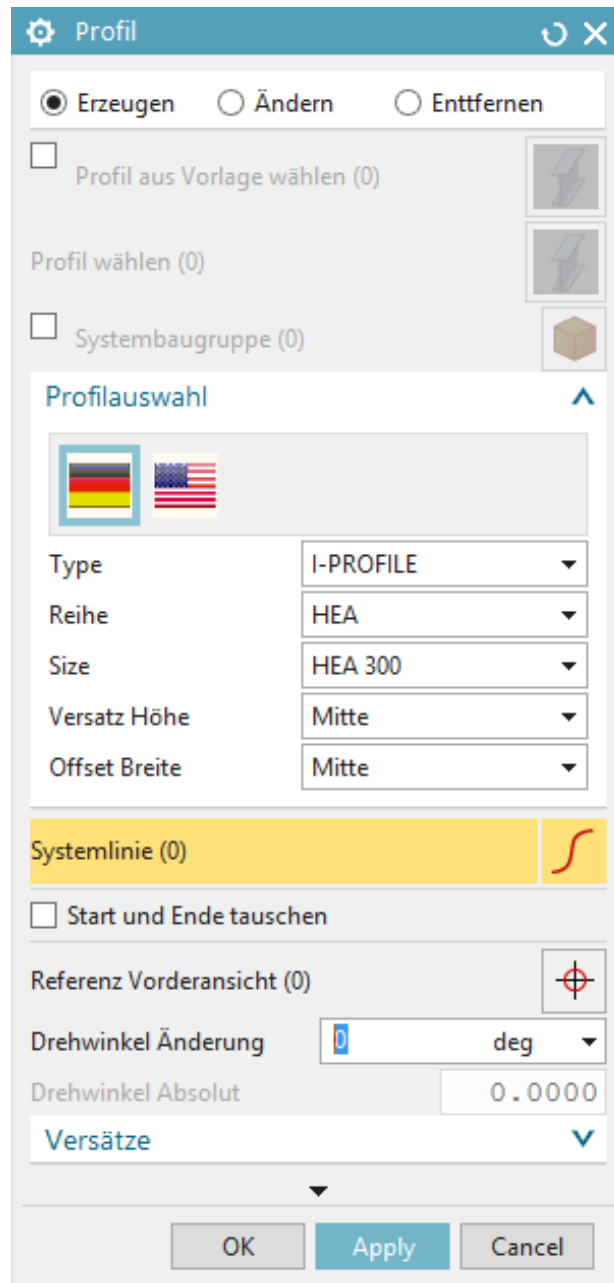 Profil
Erzeugen Ändern Enttfernen
Profil aus Vorlage wählen (0)
Profil wählen (0)
Systembaugruppe (0)
Profilauswahl
Type I-PROFILE
Reihe HEA
Size HEA 300
Versatz Höhe Mitte
Offset Breite Mitte
Systemlinie (0)
Start und Ende tauschen
Referenz Vorderansicht (0)
Drehwinkel Änderung 0 deg
Drehwinkel Absolut 0.0000
Versätze
OK Apply Cancel